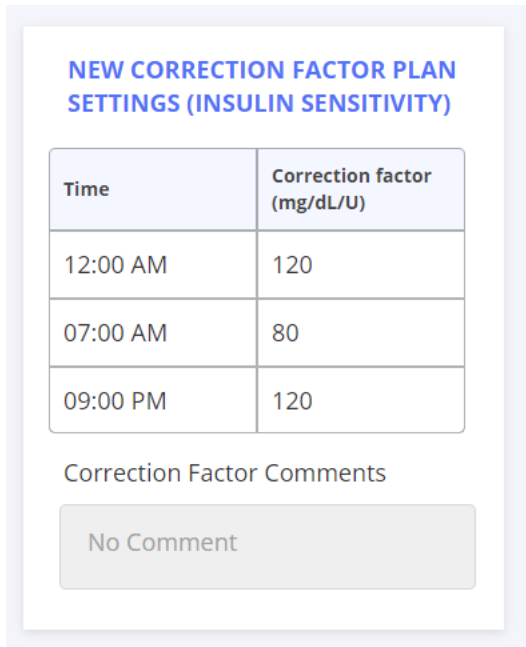 NEW CORRECTION FACTOR PLAN
SETTINGS (INSULIN SENSITIVITY)
Time
Correction factor
(mg/dL/U)
12:00 AM 120
07:00 AM 80
09:00 PM 120
Correction Factor Comments
No Comment